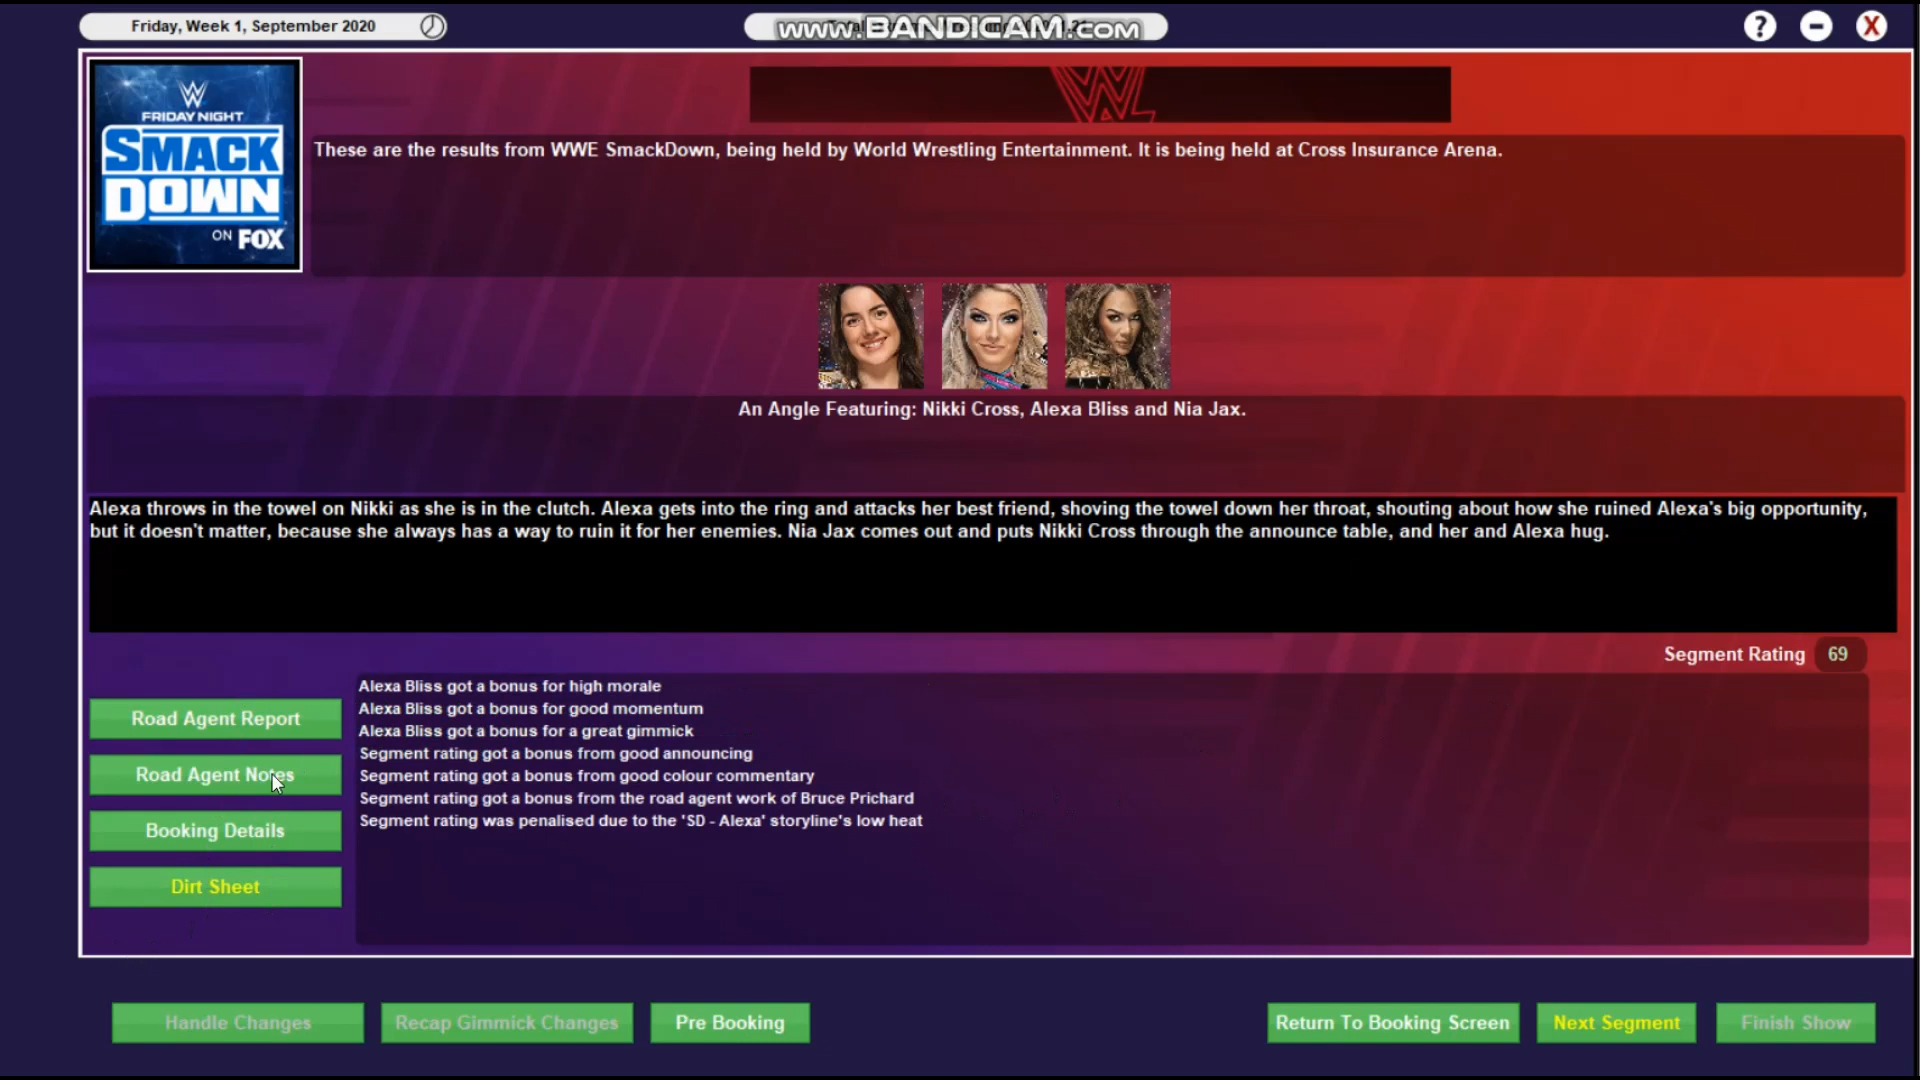 Friday, Week 1, September 2020
www.BANDICAM.com
?
X
FRIDAY NIGHT
SMACK
DOWN
ON FOX
These are the results from WWE SmackDown, being held by World Wrestling Entertainment. It is being held at Cross Insurance Arena.
An Angle Featuring: Nikki Cross, Alexa Bliss and Nia Jax.
Alexa throws in the towel on Nikki as she is in the clutch. Alexa gets into the ring and attacks her best friend, shoving the towel down her throat, shouting about how she ruined Alexa's big opportunity,
but it doesn't matter, because she always has a way to ruin it for her enemies. Nia Jax comes out and puts Nikki Cross through the announce table, and her and Alexa hug.
Segment Rating 69
Alexa Bliss got a bonus for high morale
Alexa Bliss got a bonus for good momentum
Alexa Bliss got a bonus for a great gimmick
Segment rating got a bonus from good announcing
Segment rating got a bonus from good colour commentary
Segment rating got a bonus from the road agent work of Bruce Prichard
Segment rating was penalised due to the 'SD - Alexa' storyline's low heat
Road Agent Report
Road Agent Notes
Booking Details
Dirt Sheet
Handle Changes
Recap Gimmick Changes
Pre Booking
Return To Booking Screen
Next Segment
Finish Show